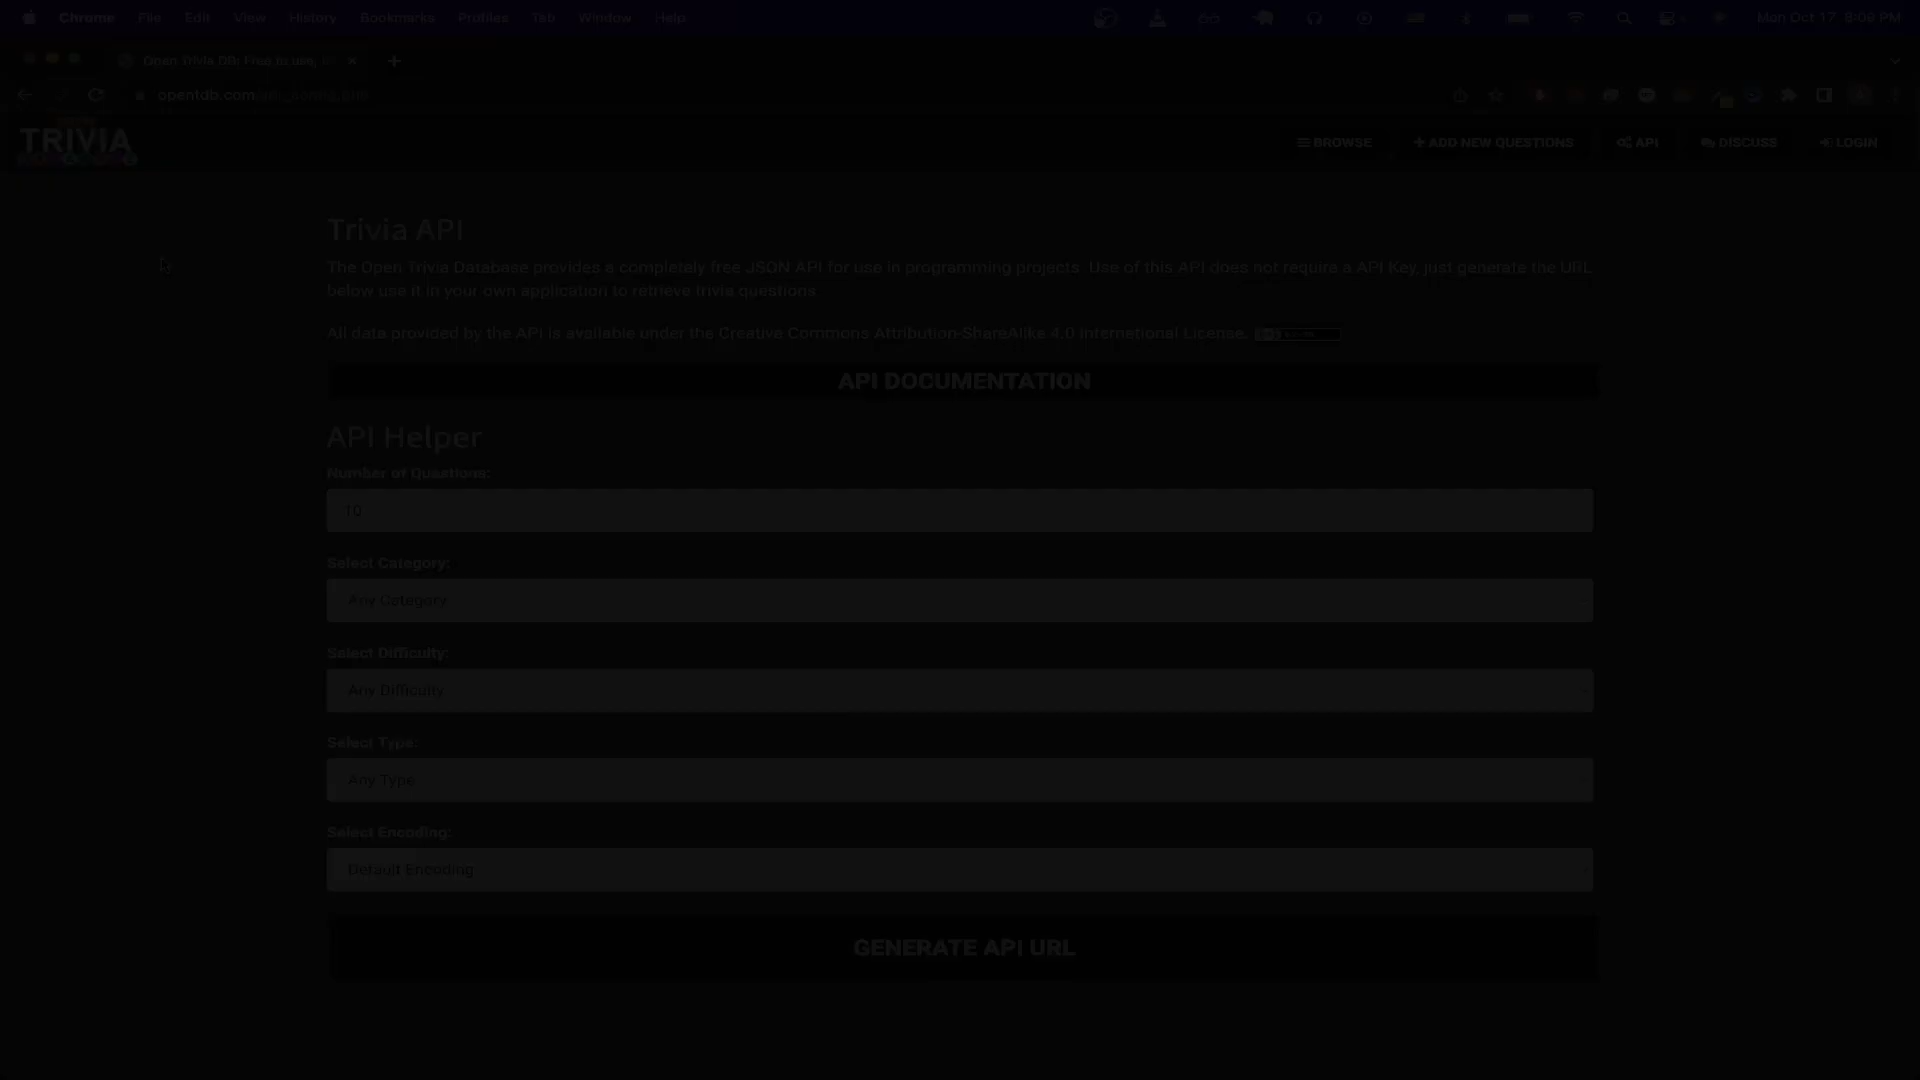 Chrome File Edit View History Bookmarks Profiles Tab Window Help Mon Oct 17 8:06 PM
Open Trivia DB: Free to use,
opentdb.com
TRIVIA
BROWSE ADD NEW QUESTIONS API DISCUSS LOGIN
Trivia API
The Open Trivia Database provides a completely free JSON API for use in programming projects. Use of this API does not require a API Key, just generate the URL
below use it in your own application to retrieve trivia questions.
All data provided by the API is available under the Creative Commons Attribution-ShareAlike 4.0 International License.
API DOCUMENTATION
API Helper
Number of Questions:
10
Select Category:
Any Category
Select Difficulty:
Any Difficulty
Select Type:
Any Type
Select Encoding:
Default Encoding
GENERATE API URL